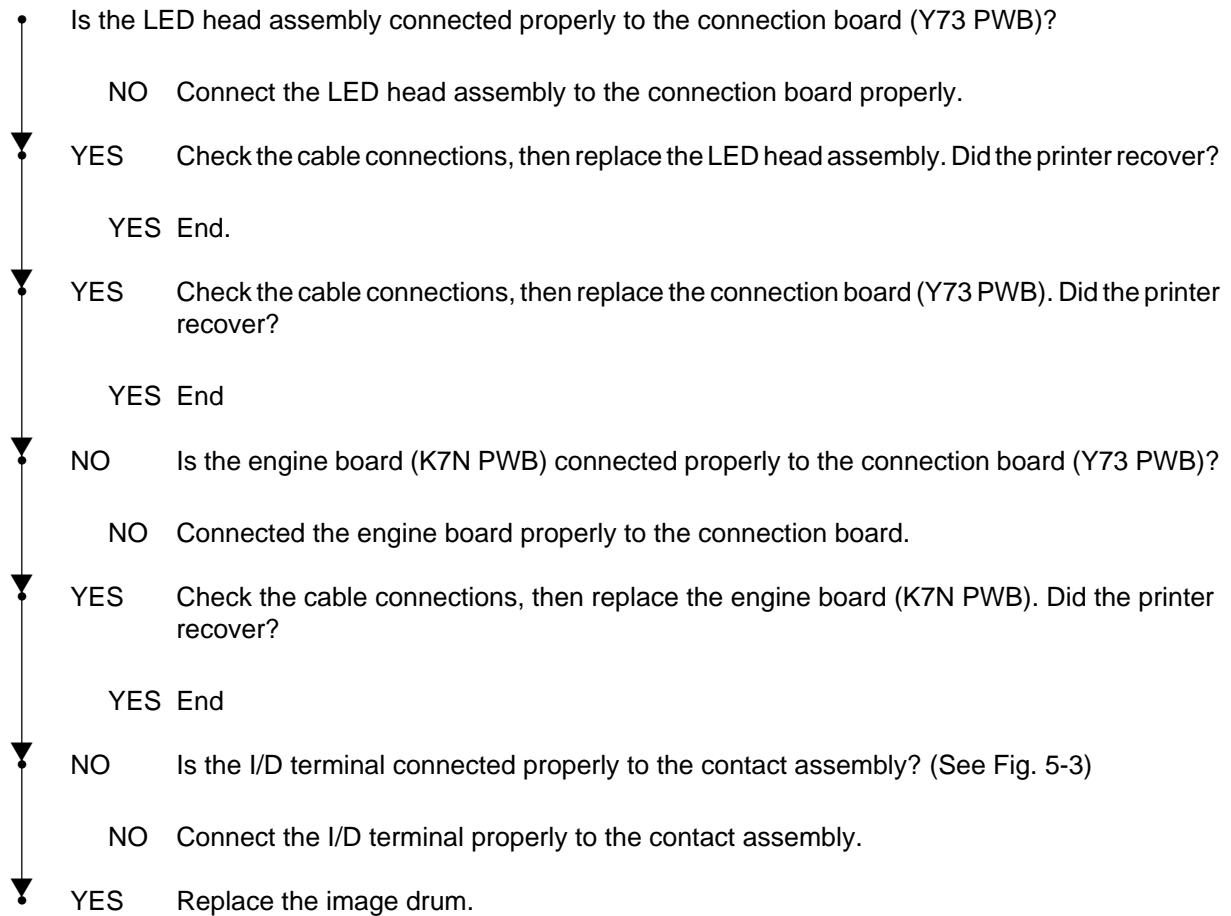 Is the LED head assembly connected properly to the connection board (Y73 PWB)?
NO Connect the LED head assembly to the connection board properly.
YES Check the cable connections, then replace the LED head assembly. Did the printer recover?
YES End.
YES Check the cable connections, then replace the connection board (Y73 PWB). Did the printer
recover?
YES End
NO Is the engine board (K7N PWB) connected properly to the connection board (Y73 PWB)?
NO Connected the engine board properly to the connection board.
YES Check the cable connections, then replace the engine board (K7N PWB). Did the printer
recover?
YES End
NO Is the I/D terminal connected properly to the contact assembly? (See Fig. 5-3)
NO Connect the I/D terminal properly to the contact assembly.
YES Replace the image drum.